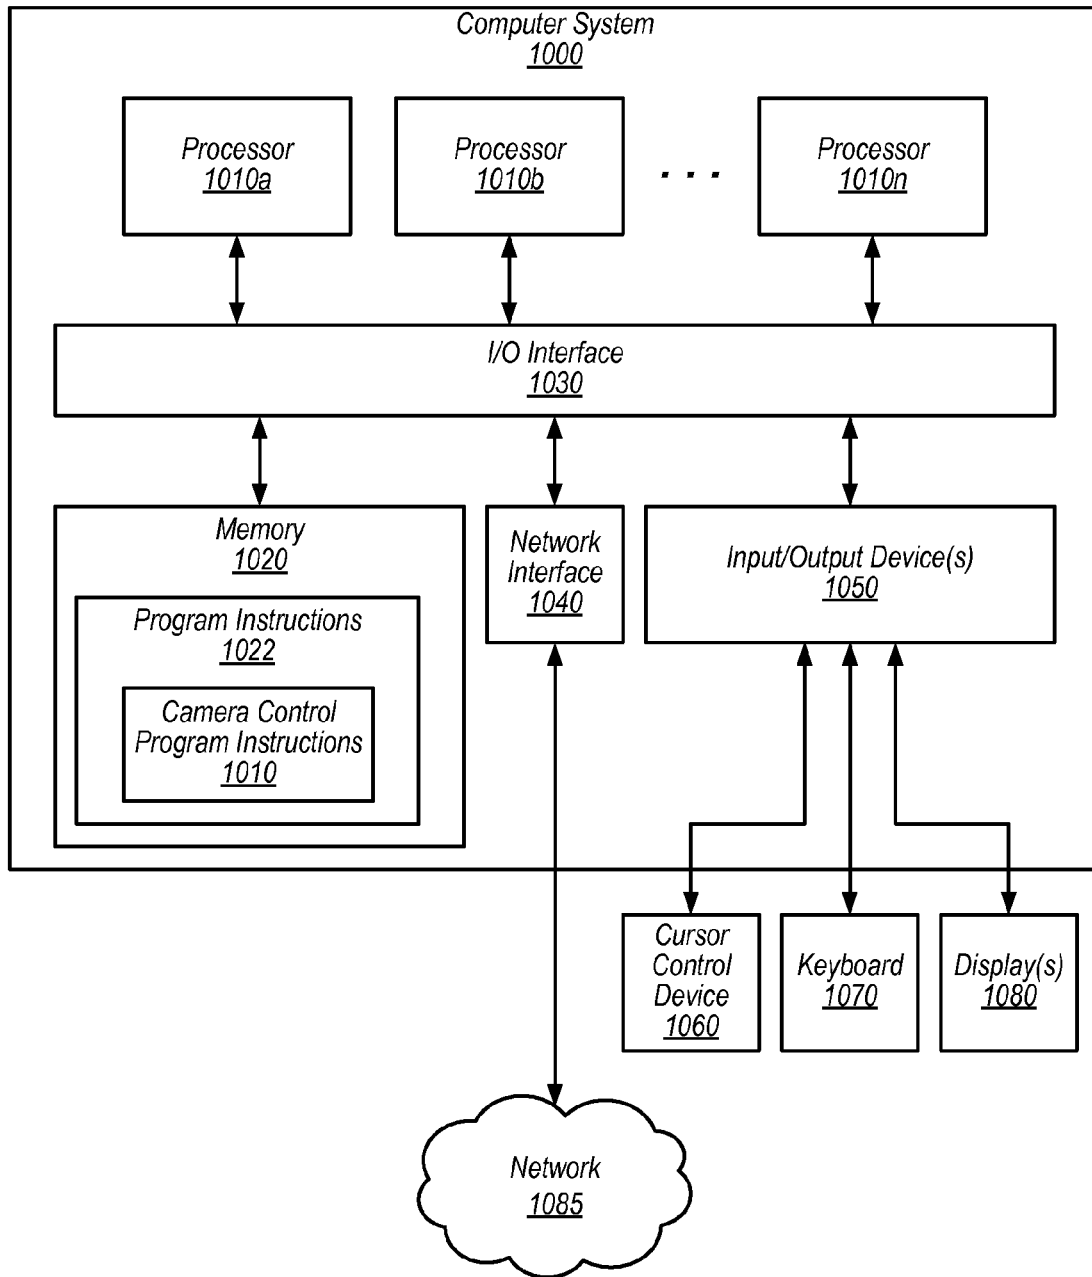 Computer System
1000
Processor
1010a
Processor
1010b
. . .
Processor
1010n
I/O Interface
1030
Memory
1020
Program Instructions
1022
Camera Control
Program Instructions
1010
Network
Interface
1040
Input/Output Device(s)
1050
Cursor
Control
Device
1060
Keyboard
1070
Display(s)
1080
Network
1085